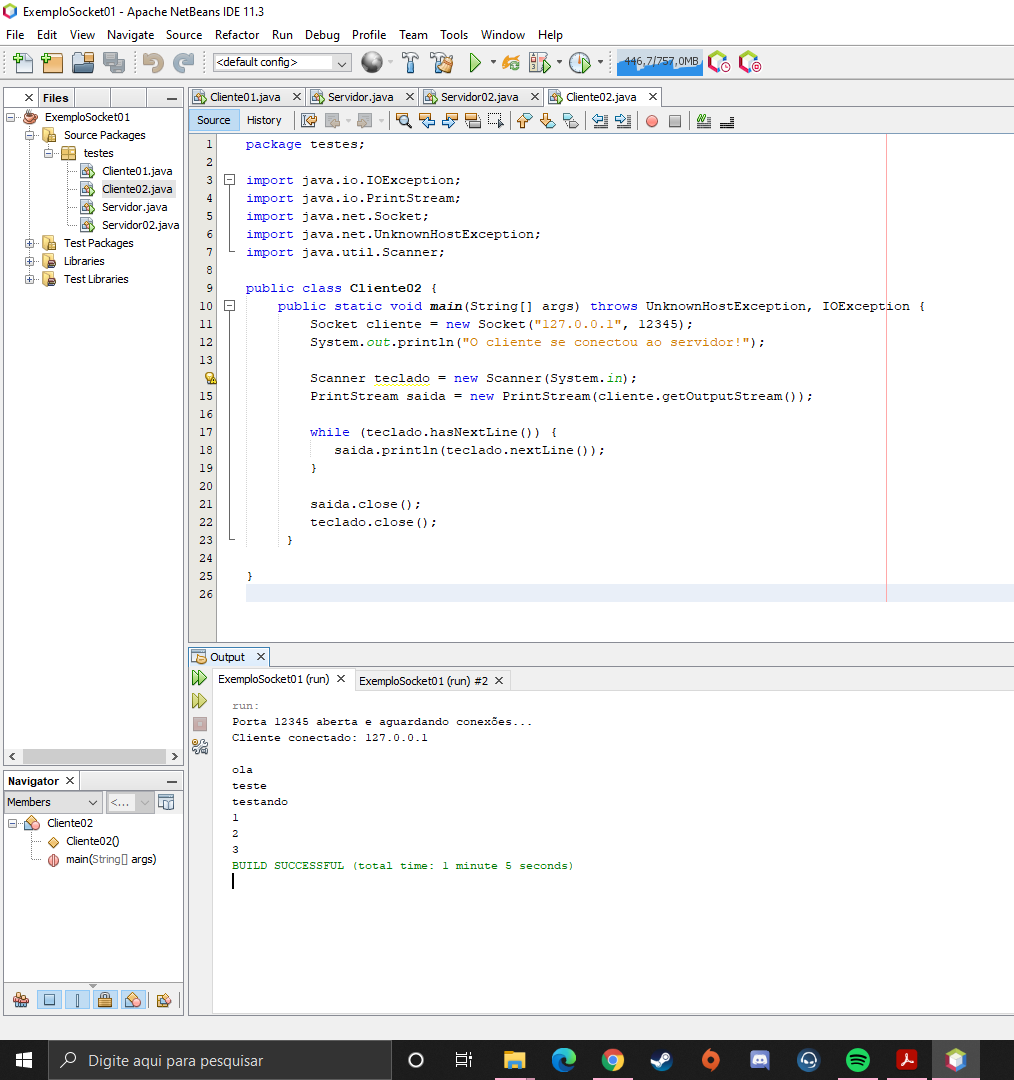 ExemploSocket01 - Apache NetBeans IDE 11.3
File Edit View Navigate Source Refactor Run Debug Profile Team Tools Window Help
<default config> 446,7/757,0MB
Files
Cliente01.java Servidor.java Servidor02.java Cliente02.java
Source History
ExemploSocket01
Source Packages
testes
Cliente01.java
Cliente02.java
Servidor.java
Servidor02.java
Test Packages
Libraries
Test Libraries
1 package testes;
2
3 import java.io.IOException;
4 import java.io.PrintStream;
5 import java.net.Socket;
6 import java.net.UnknownHostException;
7 import java.util.Scanner;
8
9 public class Cliente02 {
10 public static void main(String[] args) throws UnknownHostException, IOException {
11 Socket cliente = new Socket("127.0.0.1", 12345);
12 System.out.println("O cliente se conectou ao servidor!");
13
Scanner teclado = new Scanner(System.in);
15 PrintStream saida = new PrintStream(cliente.getOutputStream());
16
17 while (teclado.hasNextLine()) {
18 saida.println(teclado.nextLine());
19 }
20
21 saida.close();
22 teclado.close();
23 }
24
25 }
26
Output
ExemploSocket01 (run) ExemploSocket01 (run) #2
run:
Porta 12345 aberta e aguardando conexões...
Cliente conectado: 127.0.0.1
ola
teste
testando
1
2
3
BUILD SUCCESSFUL (total time: 1 minute 5 seconds)
Navigator
Members <...
Cliente02
Cliente02()
main(String[] args)
Digite aqui para pesquisar